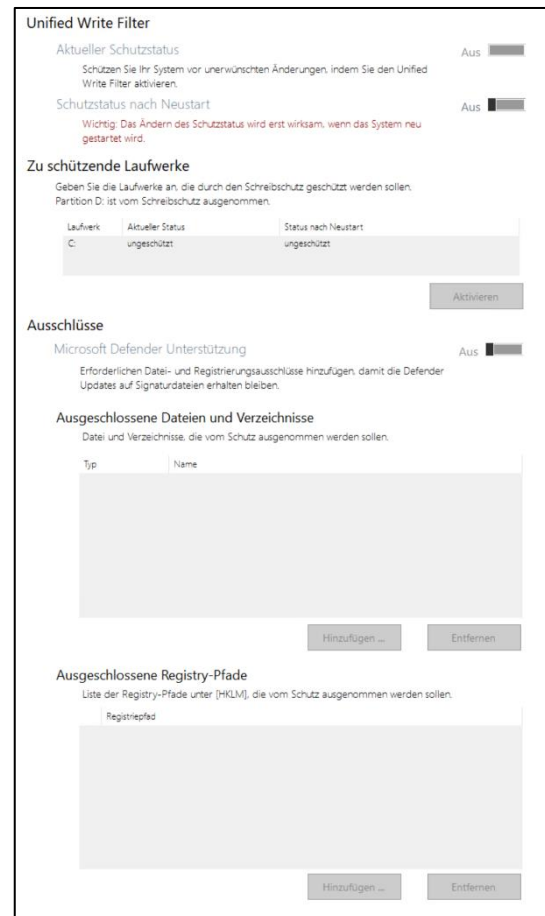 Unified Write Filter
Aktueller Schutzstatus
Aus
Schützen Sie Ihr System vor unerwünschten Änderungen, indem Sie den Unified
Write Filter aktivieren.
Schutzstatus nach Neustart
Aus
Wichtig: Das Ändern des Schutzstatus wird erst wirksam, wenn das System neu
gestartet wird.
Zu schützende Laufwerke
Geben Sie die Laufwerke an, die durch den Schreibschutz geschützt werden sollen.
Partition D: ist vom Schreibschutz ausgenommen.
Laufwerk Aktueller Status Status nach Neustart
C: ungeschützt ungeschützt
Aktivieren
Ausschlüsse
Microsoft Defender Unterstützung
Aus
Erforderlichen Datei- und Registrierungsausschlüsse hinzufügen, damit die Defender
Updates auf Signaturdateien erhalten bleiben.
Ausgeschlossene Dateien und Verzeichnisse
Datei und Verzeichnisse, die vom Schutz ausgenommen werden sollen.
Typ Name
Hinzufügen ... Entfernen
Ausgeschlossene Registry-Pfade
Liste der Registry-Pfade unter [HKLM], die vom Schutz ausgenommen werden sollen.
Registriepfad
Hinzufügen ... Entfernen